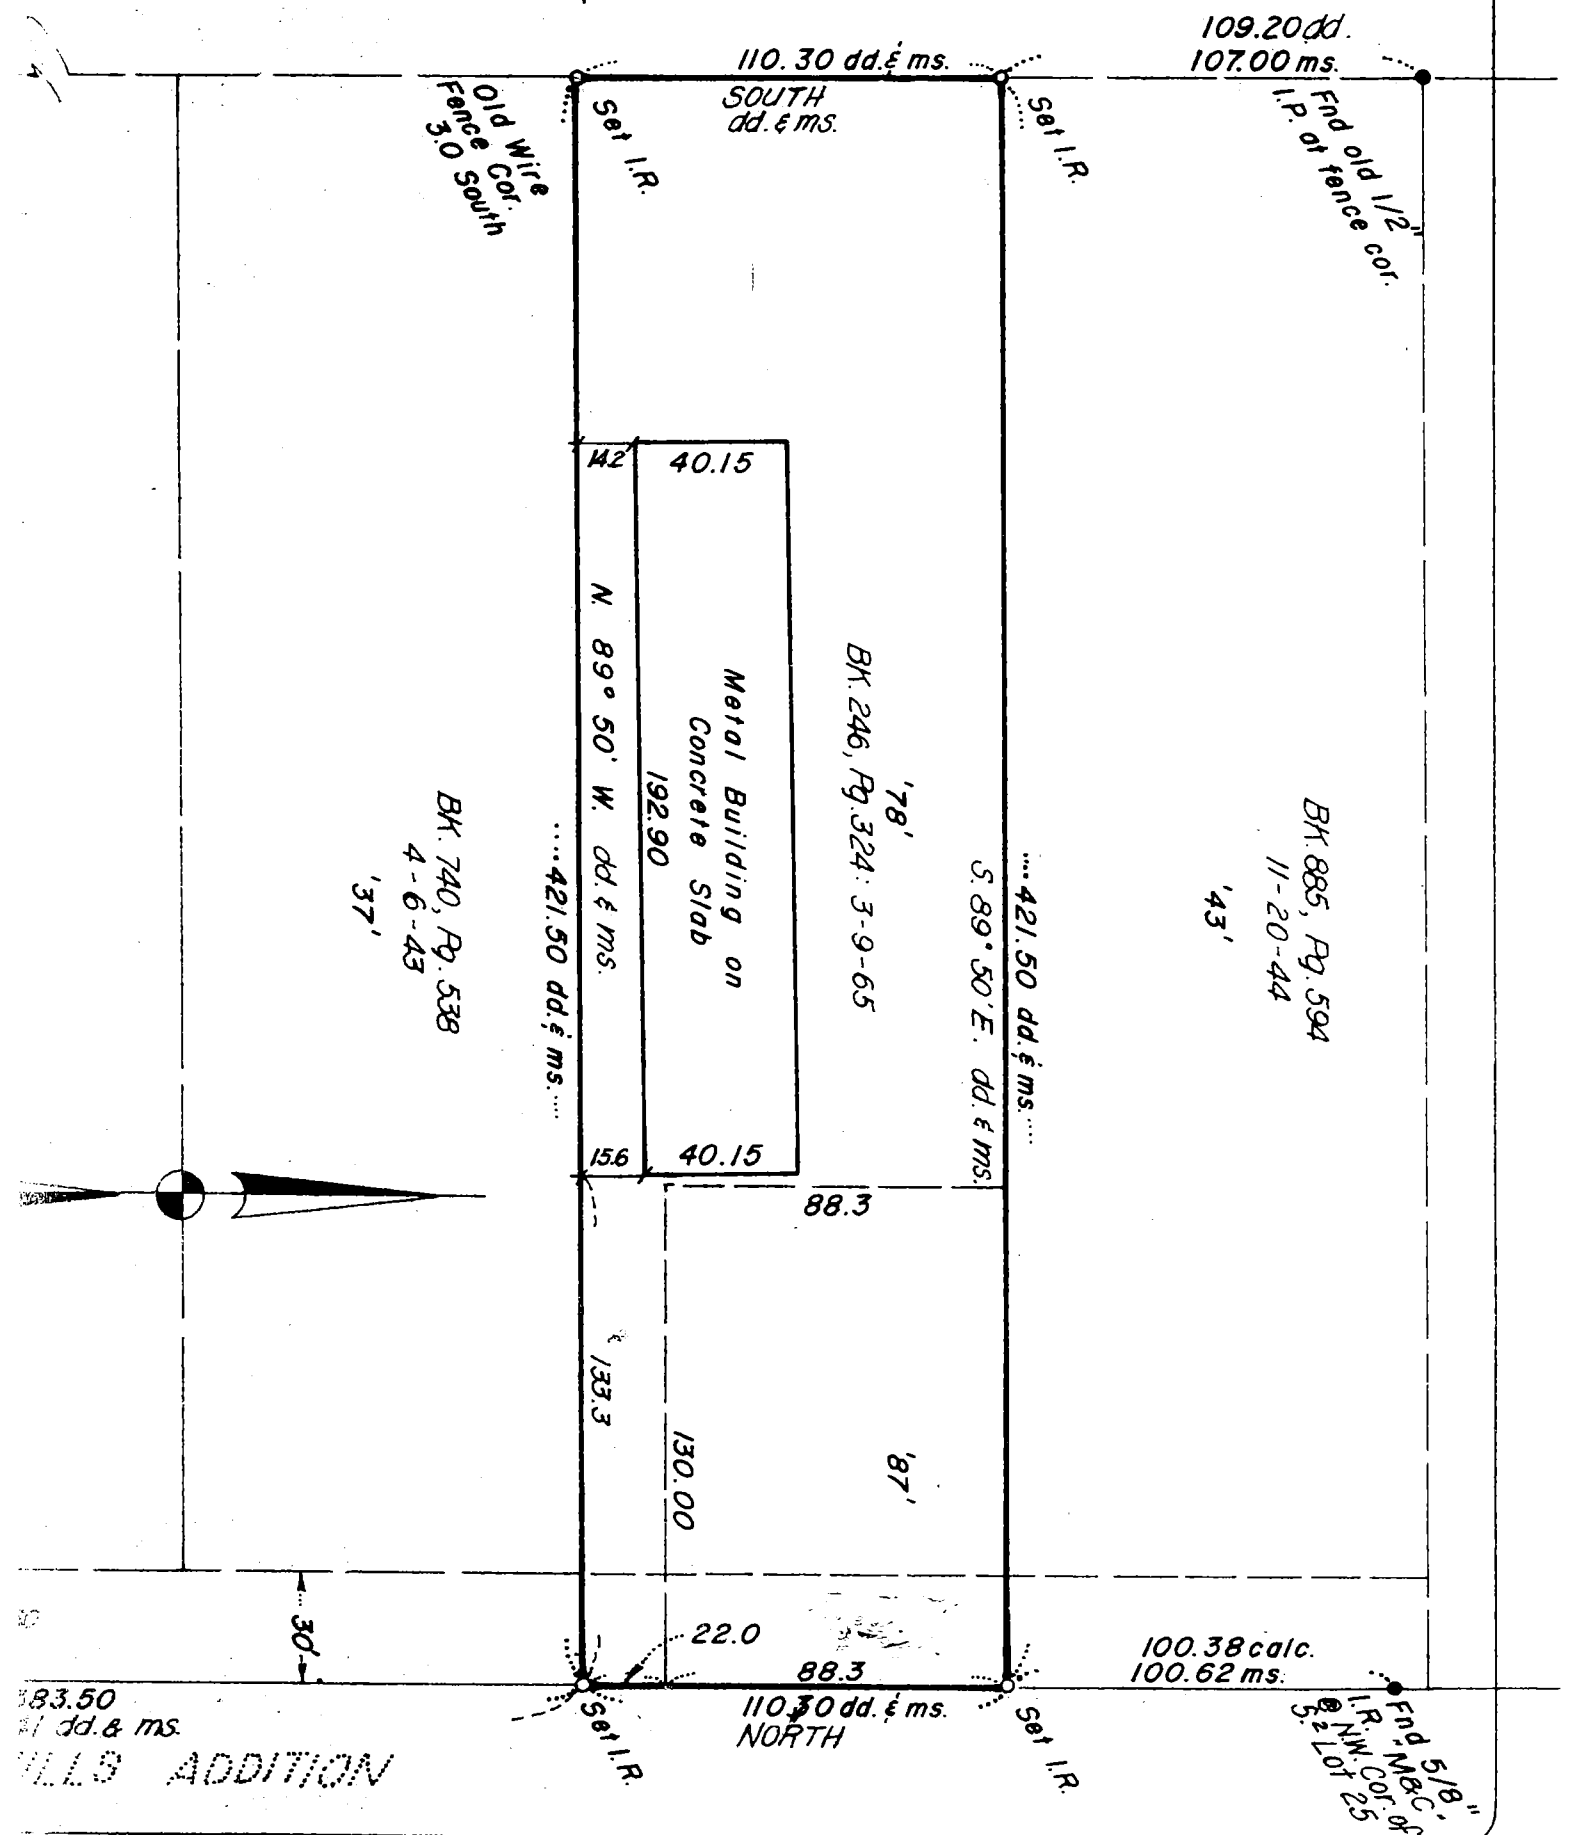 109.20 dd.
107.00 ms.
110.30 dd. & ms.
SOUTH
dd. & ms.
Old Wire
Fence Cor.
3.0 South
Set I.R.
Set I.R.
Fnd old 1/2"
I.P. at fence cor.
14.2
40.15
N. 89° 50' W. dd. & ms.
Metal Building on
Concrete Slab
192.90
BK. 246, Pg. 324: 3-9-65
'78'
....421.50 dd. & ms.....
S. 89° 50' E. dd. & ms.
BK. 885, Pg. 594
11-20-44
'43'
BK. 740, Pg. 538
4-6-43
'37'
....421.50 dd. & ms.....
15.6
40.15
88.3
133.3
130.00
'87'
30'
22.0
88.3
110.30 dd. & ms.
NORTH
100.38 calc.
100.62 ms.
83.50
dd. & ms.
ADDITION
Set I.R.
Set I.R.
Fnd 5/8"
I.R. "M&C"
@ N.W. Cor. of
Lot 25